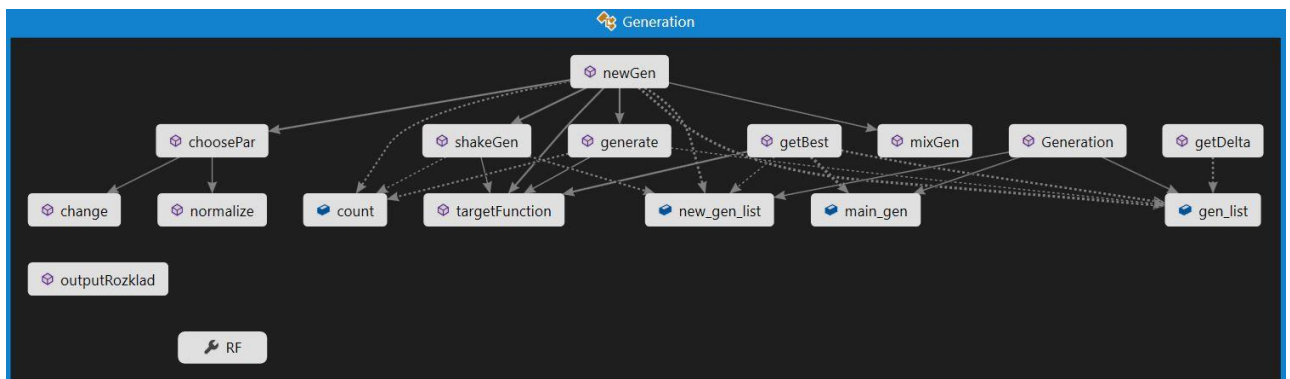 Generation
newGen
choosePar
shakeGen
generate
getBest
mixGen
Generation
getDelta
change
normalize
count
targetFunction
new_gen_list
main_gen
gen_list
outputRozklad
RF